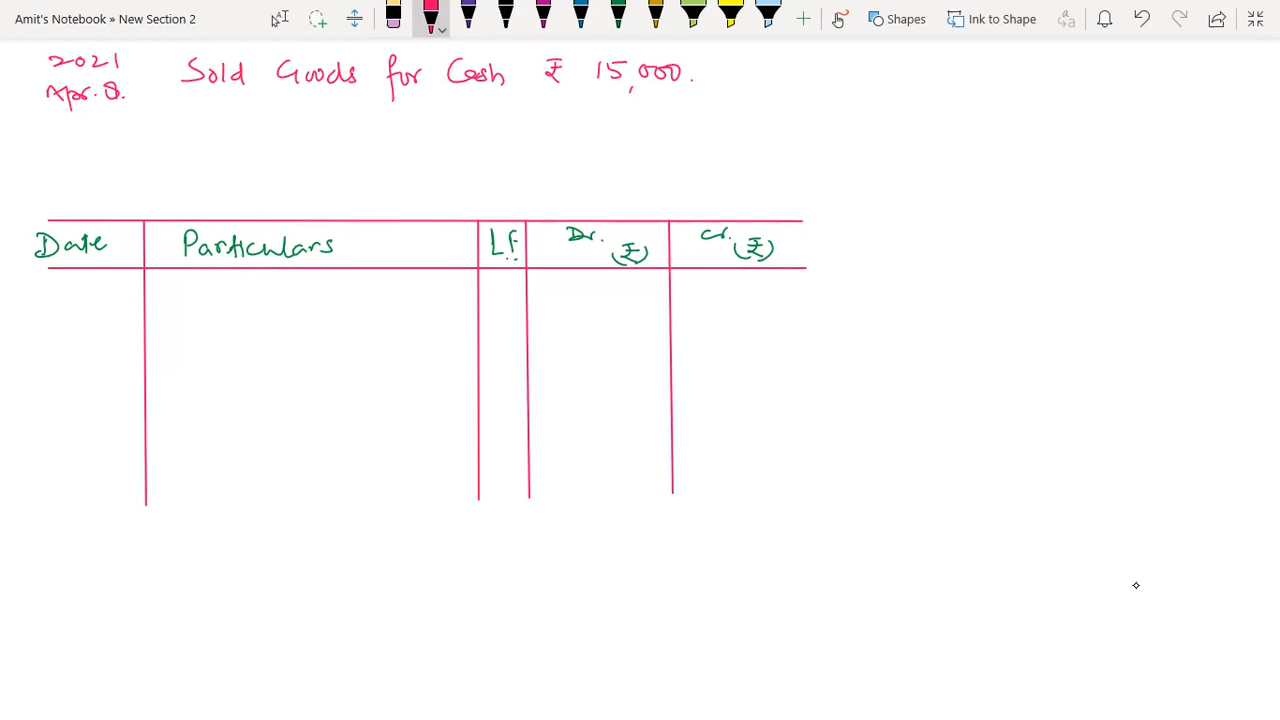 Amit's Notebook » New Section 2
Shapes
Ink to Shape
2021 Sold Goods for Cash ₹ 15,000.
Apr. 8.
Date Particulars L.F. Dr. (₹) Cr. (₹)